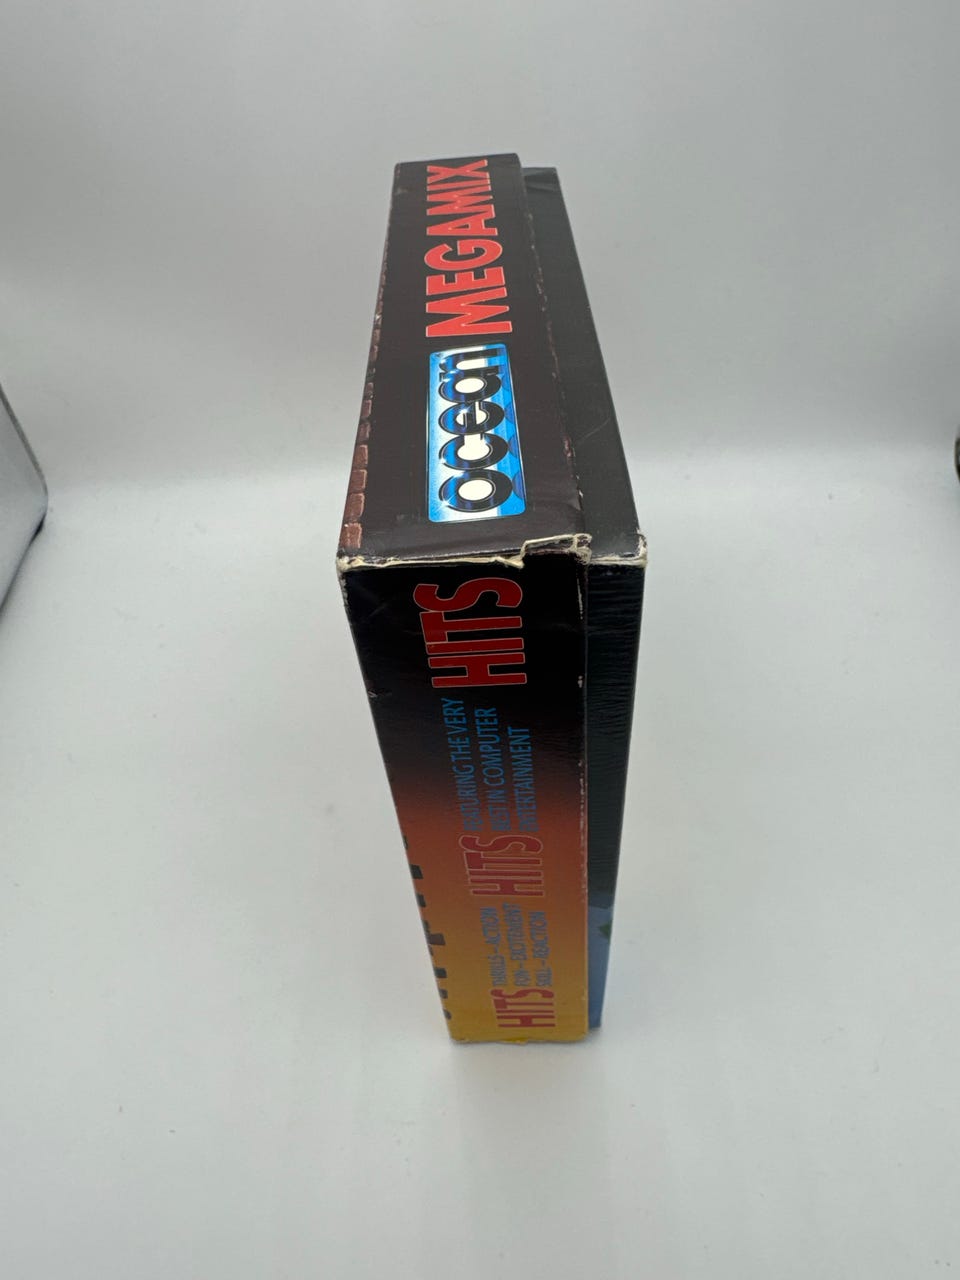 ocean MEGAMIX
HITS
FEATURING THE VERY
BEST IN COMPUTER
ENTERTAINMENT
HITS
THRILLS – ACTION
FUN – EXCITEMENT
SKILL – REACTION
HITS